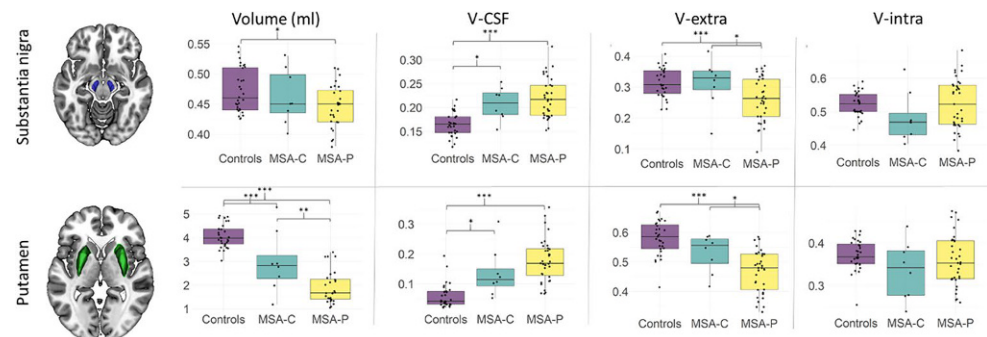 Volume (ml) V-CSF V-extra V-intra
Substantia nigra
* *** *** *
*
0.55 0.30 0.4
0.50 0.25 0.3 0.6
0.45 0.20 0.2 0.5
0.40 0.15 0.1 0.4
Controls MSA-C MSA-P Controls MSA-C MSA-P Controls MSA-C MSA-P Controls MSA-C MSA-P
Putamen
*** *** ***
*** ** * *
5 0.3 0.6 0.4
4 0.2 0.5 0.3
3 0.1 0.4
2 0.3
1
Controls MSA-C MSA-P Controls MSA-C MSA-P Controls MSA-C MSA-P Controls MSA-C MSA-P